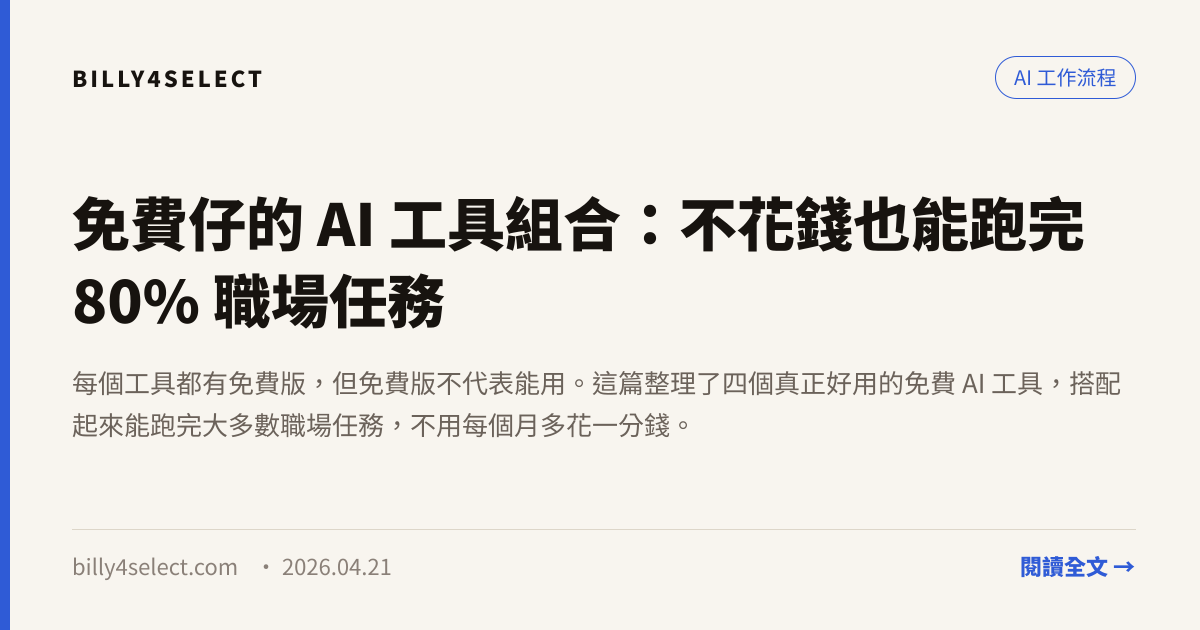 BILLY4SELECT
AI 工作流程
免費仔的 AI 工具組合：不花錢也能跑完
80% 職場任務
每個工具都有免費版，但免費版不代表能用。這篇整理了四個真正好用的免費 AI 工具，搭配
起來能跑完大多數職場任務，不用每個月多花一分錢。
billy4select.com ・ 2026.04.21
閱讀全文 →